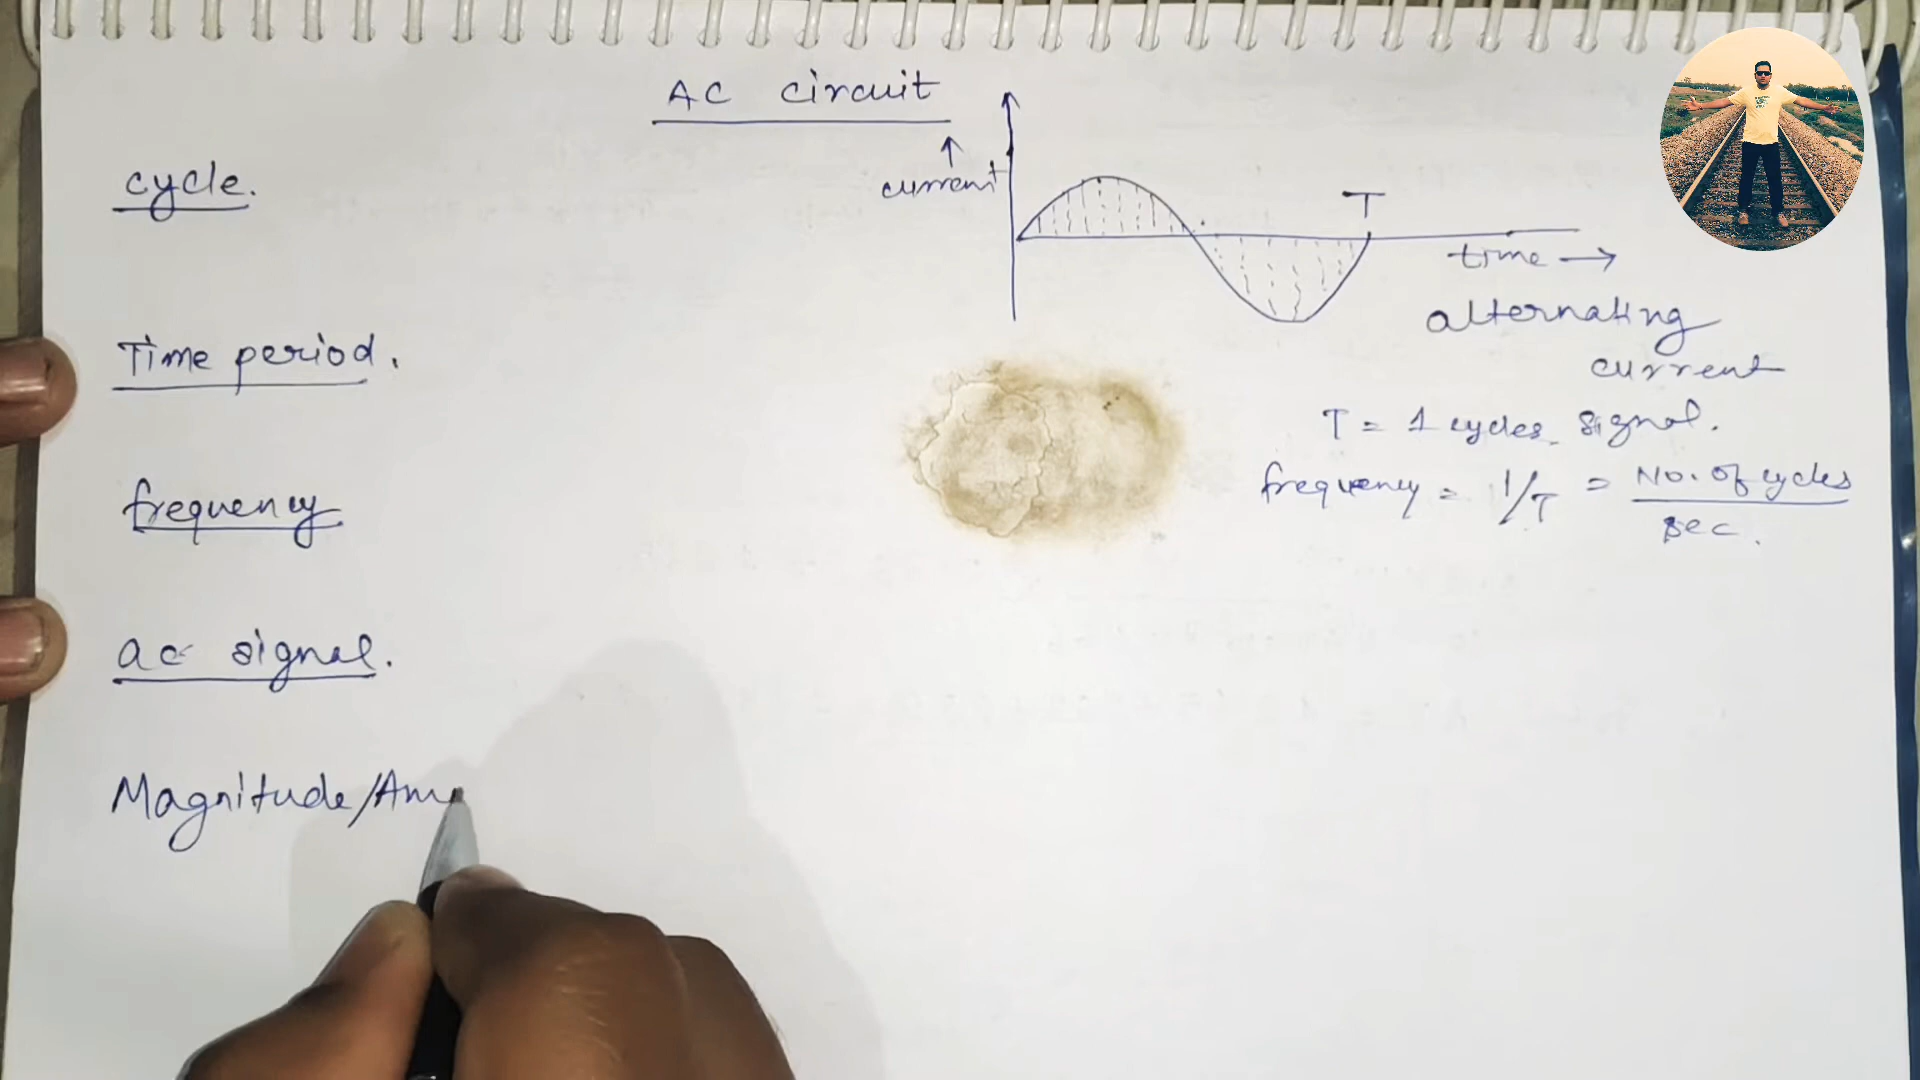 AC circuit
current
T
time
cycle.
alternating
current
Time period.
T = 1 cycles signal.
frequency = 1/T = No. of cycles
sec.
frequency
ac signal.
Magnitude/Am